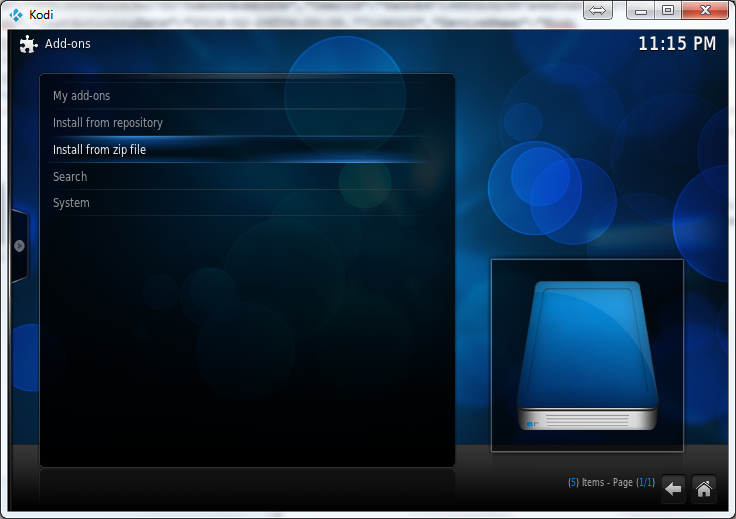 Kodi
Add-ons
11:15 PM
My add-ons
Install from repository
Install from zip file
Search
System
(5) Items - Page (1/1)